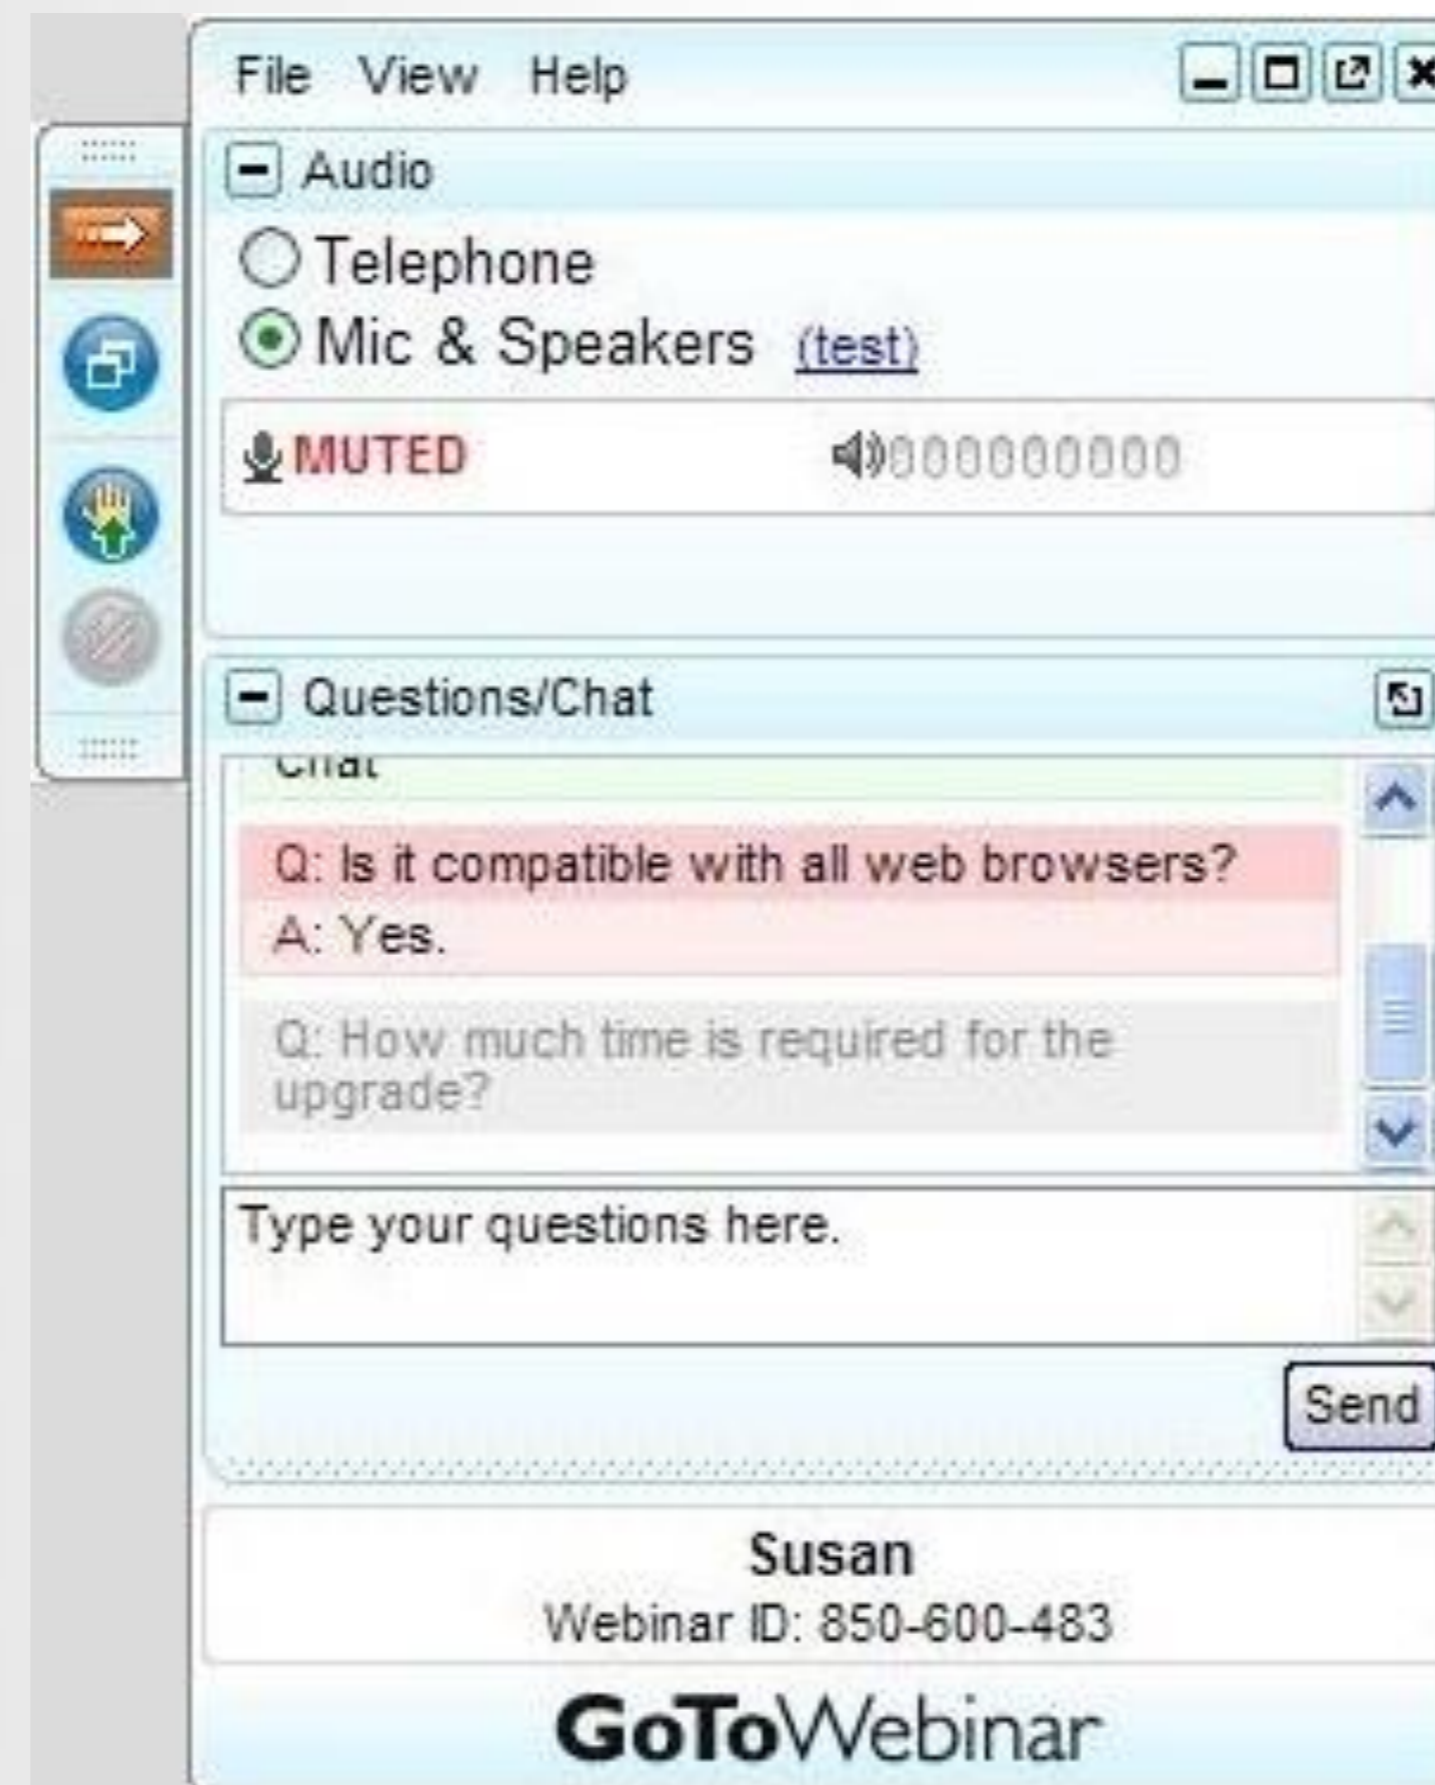 File View Help
Audio
Telephone
Mic & Speakers (test)
MUTED
Questions/Chat
Chat
Q: Is it compatible with all web browsers?
A: Yes.
Q: How much time is required for the
upgrade?
Type your questions here.
Send
Susan
Webinar ID: 850-600-483
GoToWebinar